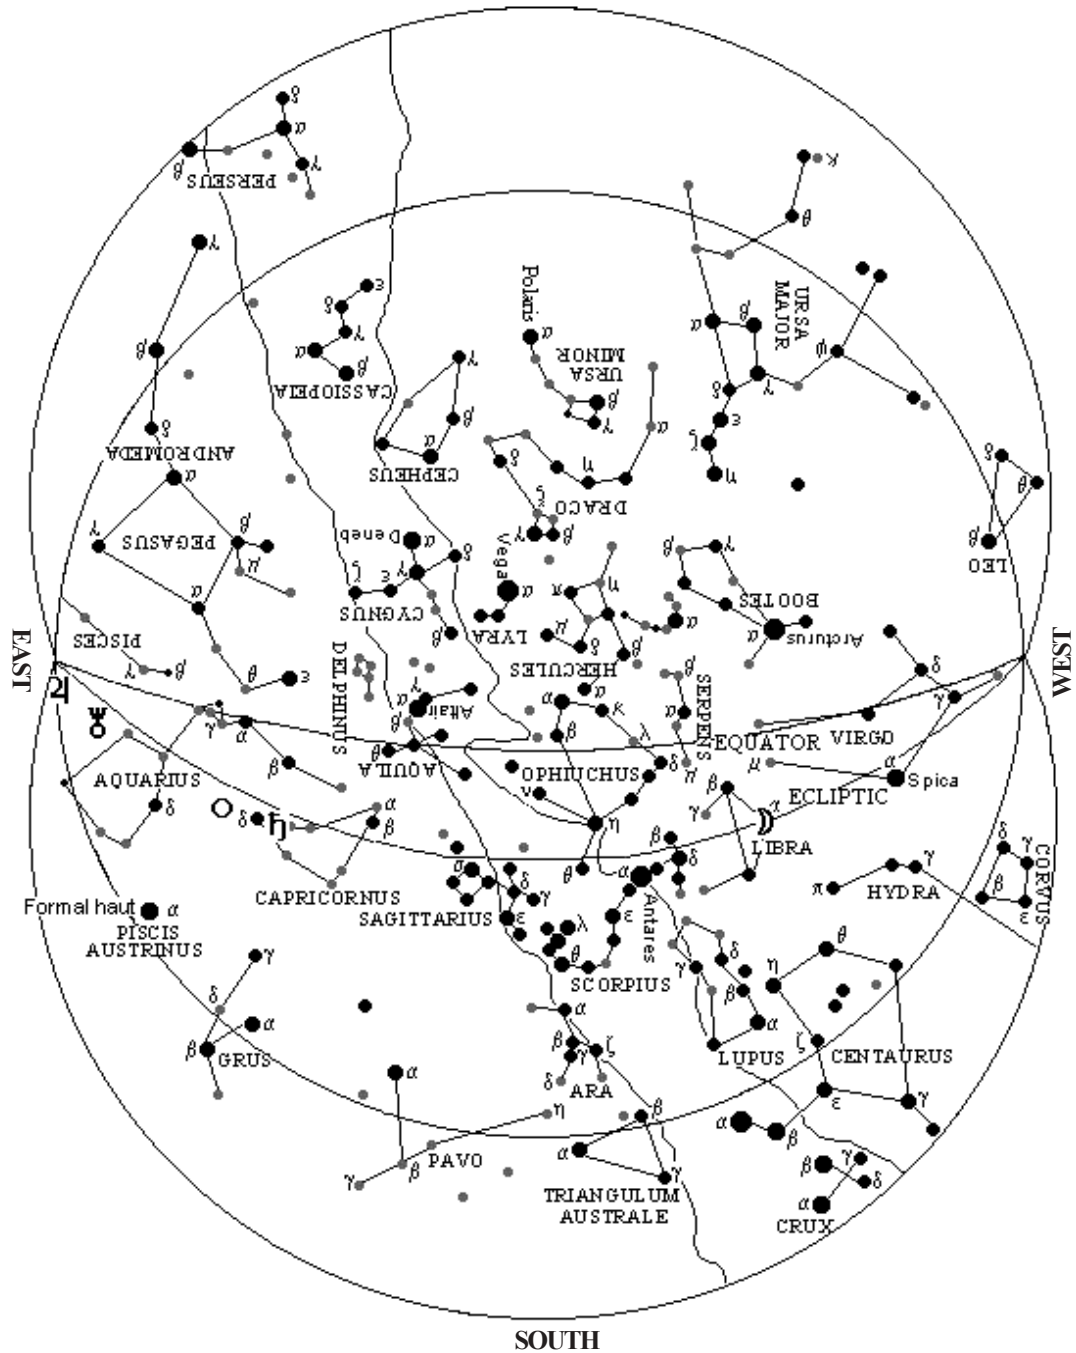 δ
α
β
γ
PERSEUS
κ
θ
γ
ε
δ
γ
α
β
CASSIOPEIA
Polaris
α
URSA
MINOR
β
γ
URSA
MAJOR
α
β
ψ
δ
γ
ε
ζ
η
β
δ
ANDROMEDA
α
γ
β
α
CEPHEUS
α
η
δ
DRACO
ζ
γ
β
δ
θ
β
LEO
γ
PEGASUS
β
μ
α
Deneb
α
δ
γ
ε
ζ
CYGNUS
β
Vega
α
LYRA
η
π
μ
δ
β
HERCULES
α
β
γ
BOOTES
α
Arcturus
EAST
WEST
PISCES
γ
β
θ
ε
DELPHINUS
α
Altair
β
θ
AQUILA
α
α
κ
β
λ
δ
OPHIUCHUS
ν
η
θ
β
α
μ
SERPENS
EQUATOR
VIRGO
δ
γ
α
Spica
μ
ECLIPTIC
♃
γ
α
β
AQUARIUS
δ
δ
♄
α
β
CAPRICORNUS
β
γ
α
LIBRA
☽
δ
γ
β
ε
CORVUS
π
γ
HYDRA
Formal haut
α
PISCIS
AUSTRINUS
σ
δ
γ
ε
SAGITTARIUS
β
δ
α
Antares
ε
λ
θ
SCORPIUS
γ
δ
β
α
LUPUS
θ
η
ζ
CENTAURUS
ε
γ
α
β
γ
δ
α
β
GRUS
α
β
γ
ζ
δ
ARA
α
η
β
γ
PAVO
β
α
γ
TRIANGULUM
AUSTRALE
γ
β
δ
α
CRUX
SOUTH